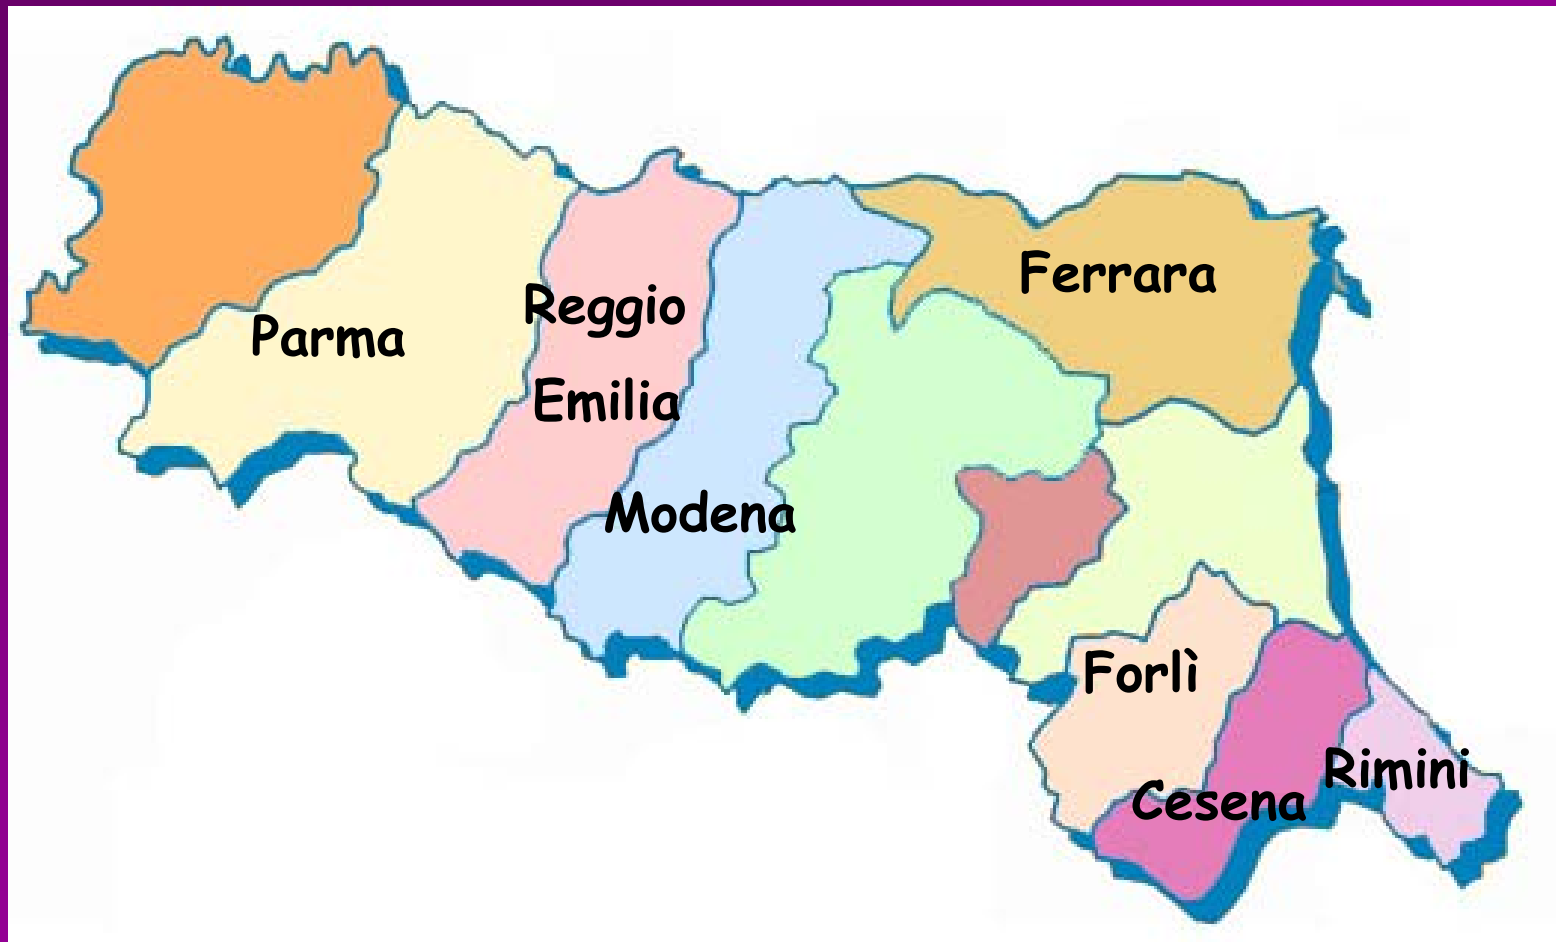 Ferrara
Reggio
Parma
Emilia
Modena
Forlì
Rimini
Cesena